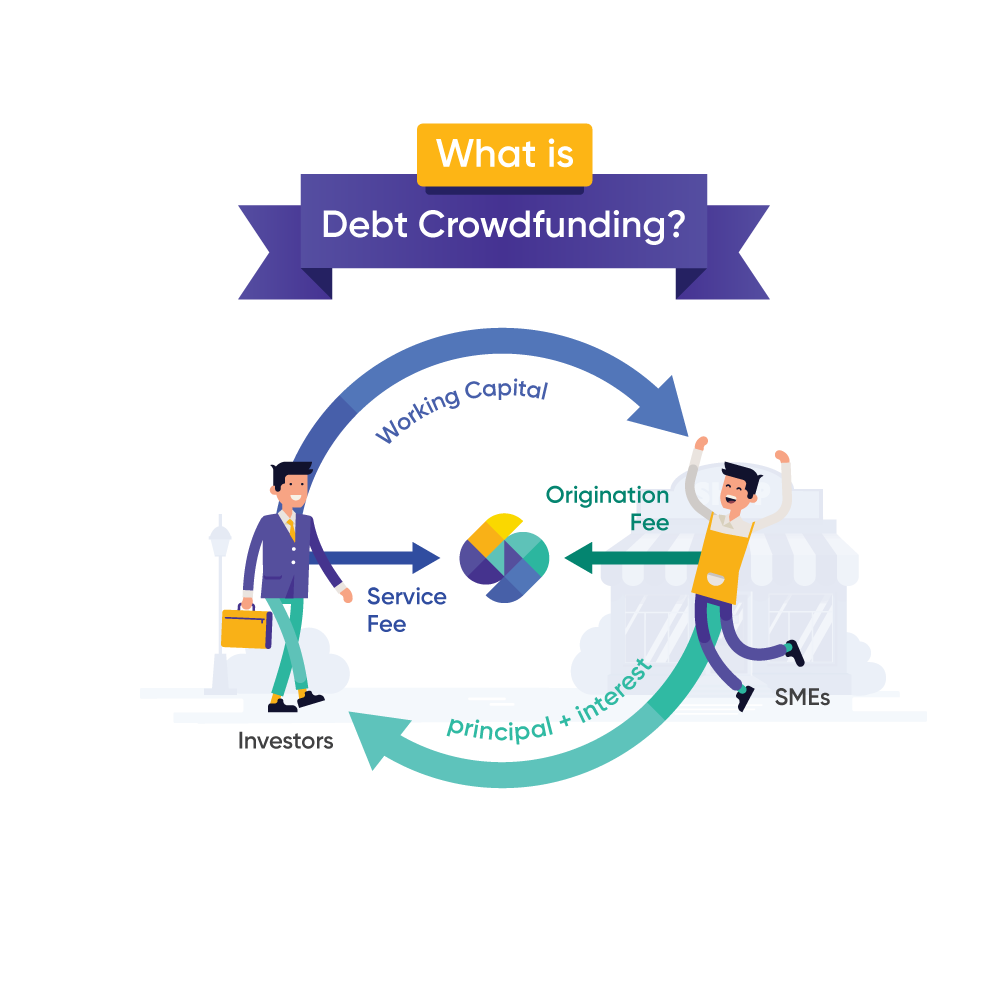 What is
Debt Crowdfunding?
Working Capital
Origination
Fee
Service
Fee
principal + interest
SMEs
Investors